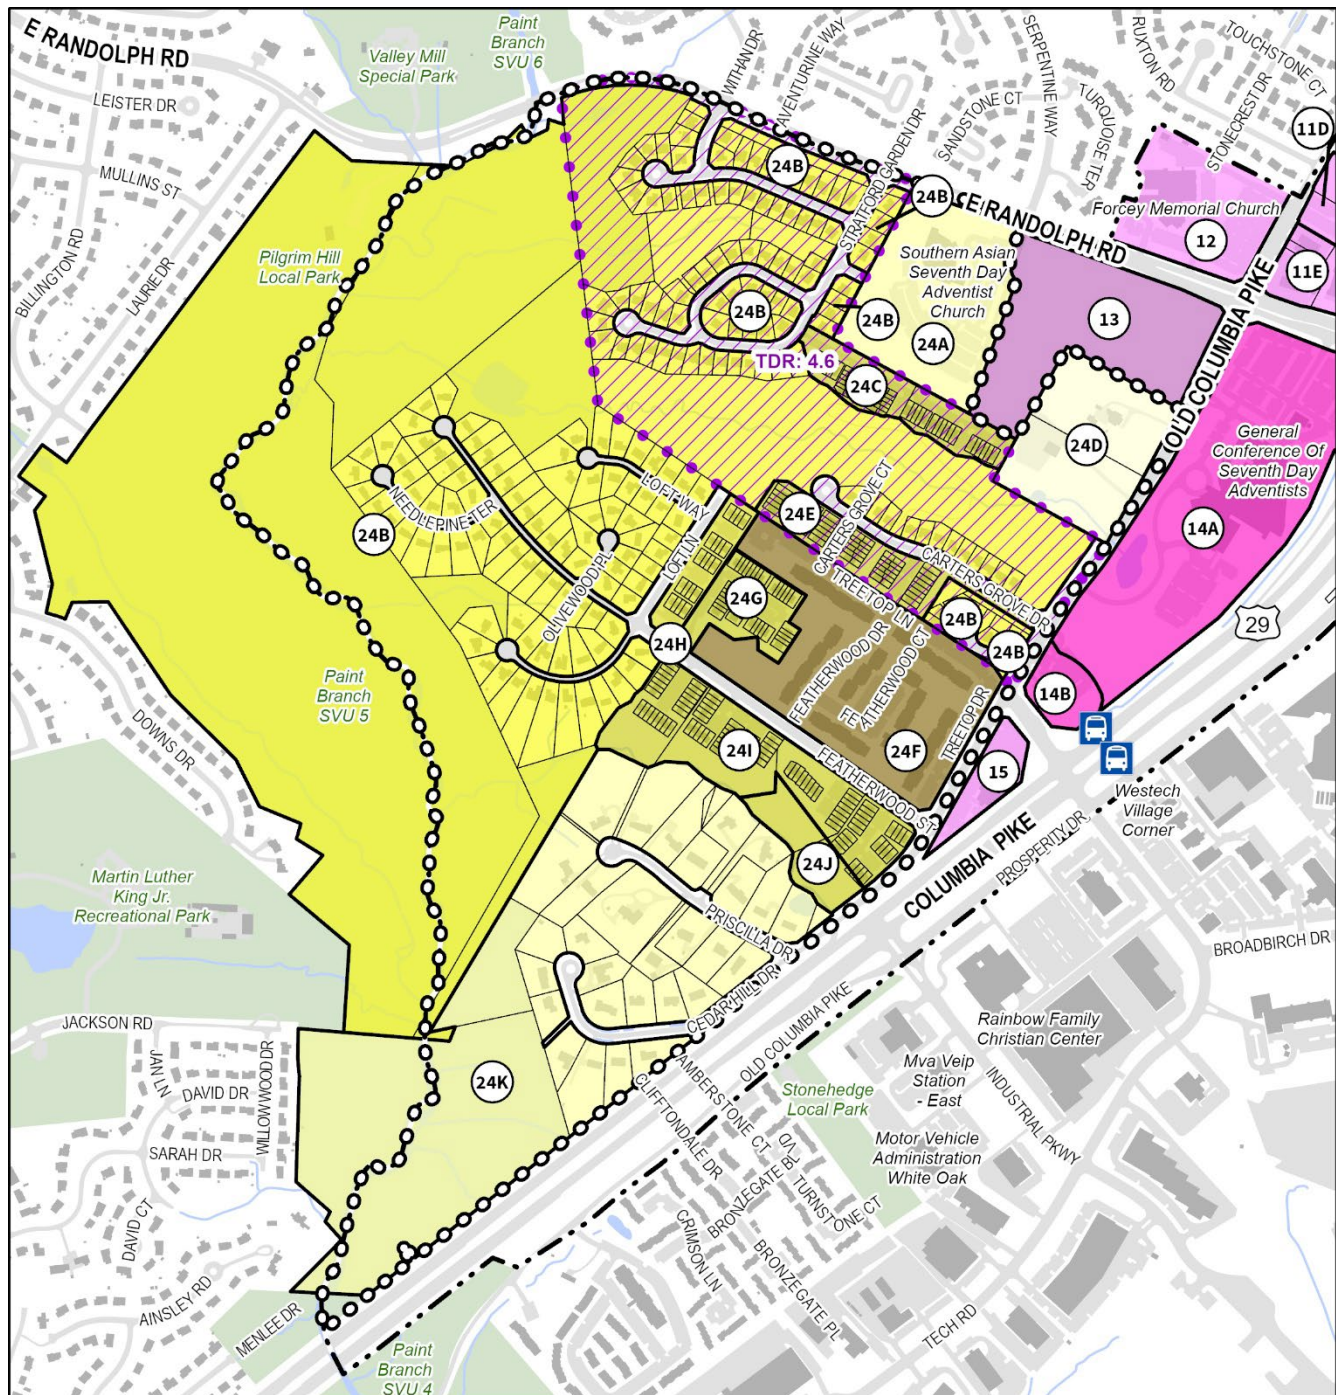 E RANDOLPH RD
Paint
Branch
SVU 6
Valley Mill
Special Park
WITHAN DR
AVENTURINE WAY
SERPENTINE WAY
RUXTON RD
TOUCHSTONE CT
LEISTER DR
SANDSTONE CT
TURQUOISE TER
STONECREST DR
11D
MULLINS ST
24B
STRATFORD GARDEN DR
24B
E RANDOLPH RD
Forcey Memorial Church
12
BILLINGTON RD
LAURIE DR
Pilgrim Hill
Local Park
Southern Asian
Seventh Day
Adventist
Church
11E
24B
24B
24A
13
OLD COLUMBIA PIKE
TDR: 4.6
24C
24D
General
Conference Of
Seventh Day
Adventists
LOFT WAY
CARTERS GROVE CT
NEEDLEPINE TER
24B
24E
14A
CARTERS GROVE DR
OLIVEWOOD PL
LOFT LN
TREETOP LN
24G
24B
29
24H
FEATHERWOOD DR
FEATHERWOOD CT
24B
Paint
Branch
SVU 5
14B
DOWNS DR
24I
24F
TREETOP DR
15
FEATHERWOOD ST
Westech
Village
Corner
24J
COLUMBIA PIKE
PROSPERITY DR
Martin Luther
King Jr.
Recreational Park
PRISCILLA DR
BROADBIRCH DR
CEDAR HILL DR
JACKSON RD
OLD COLUMBIA PIKE
Rainbow Family
Christian Center
JAN LN
WILLOW WOOD DR
DAVID DR
24K
AMBERSTONE CT
Stonehedge
Local Park
Mva Veip
Station
- East
INDUSTRIAL PKWY
CLIFFTONDALE DR
SARAH DR
BRONZEGATE BLVD
TURNSTONE CT
Motor Vehicle
Administration
White Oak
DAVID CT
CRIMSON LN
BRONZEGATE PL
AINSLEY RD
MENLEE DR
TECH RD
Paint
Branch
SVU 4